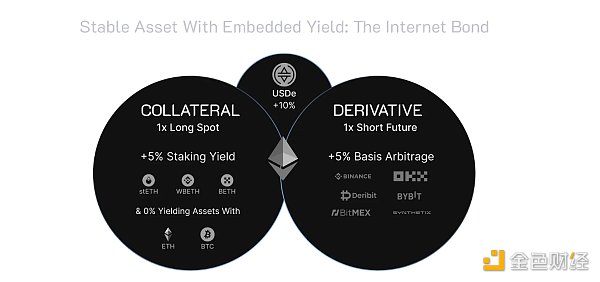 Stable Asset With Embedded Yield: The Internet Bond
USDe
+10%
COLLATERAL
1x Long Spot
+5% Staking Yield
stETH WBETH BETH
& 0% Yielding Assets With
ETH BTC
DERIVATIVE
1x Short Future
+5% Basis Arbitrage
BINANCE OKX
Deribit BYBIT
BitMEX SYNTHETIX
金色财经